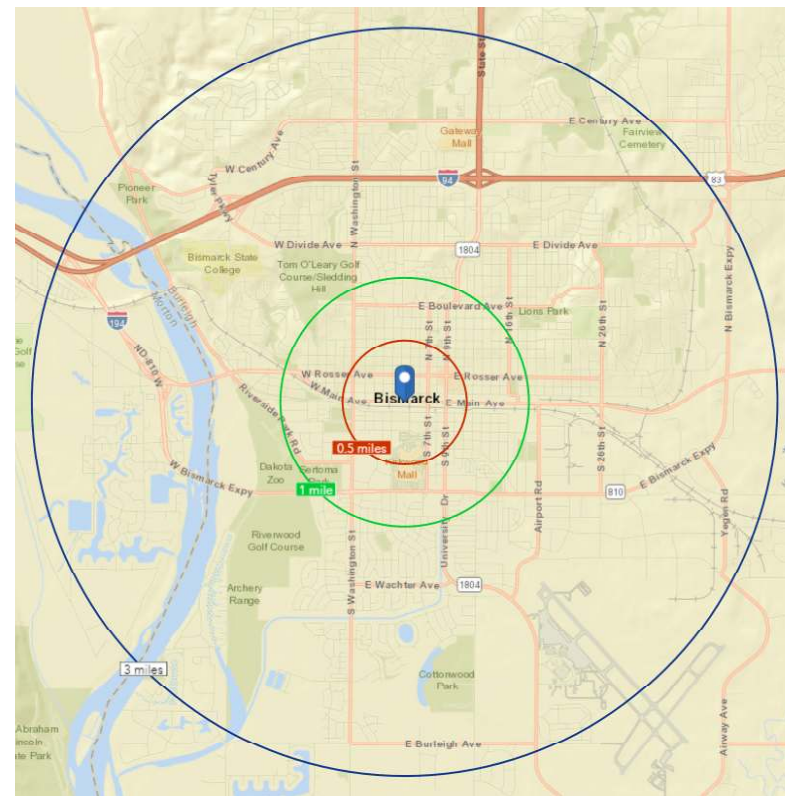 State St
E Century Ave
Gateway
Mall
Fairview
Cemetery
W Century Ave
94
83
Pioneer
Park
Tyler Pkwy
N Washington St
W Divide Ave
1804
E Divide Ave
Bismarck State
College
Tom O'Leary Golf
Course/Sledding
Hill
N Bismarck Expy
Burleigh
Morton
E Boulevard Ave
Lions Park
N 16th St
N 26th St
194
N 7th St
N 9th St
Golf
ND-810 W
W Rosser Ave
E Rosser Ave
W Main Ave
Bismarck
E Main Ave
Riverside Park Rd
S 7th St
S 9th St
0.5 miles
S 26th St
E Bismarck Expy
W Bismarck Expy
Dakota
Zoo
Sertoma
Mall
1 mile
810
Airport Rd
Yegen Rd
University Dr
Riverwood
Golf Course
S Washington St
Archery
Range
E Wachter Ave
1804
3 miles
Cottonwood
Park
Abraham
Airway Ave
E Burleigh Ave